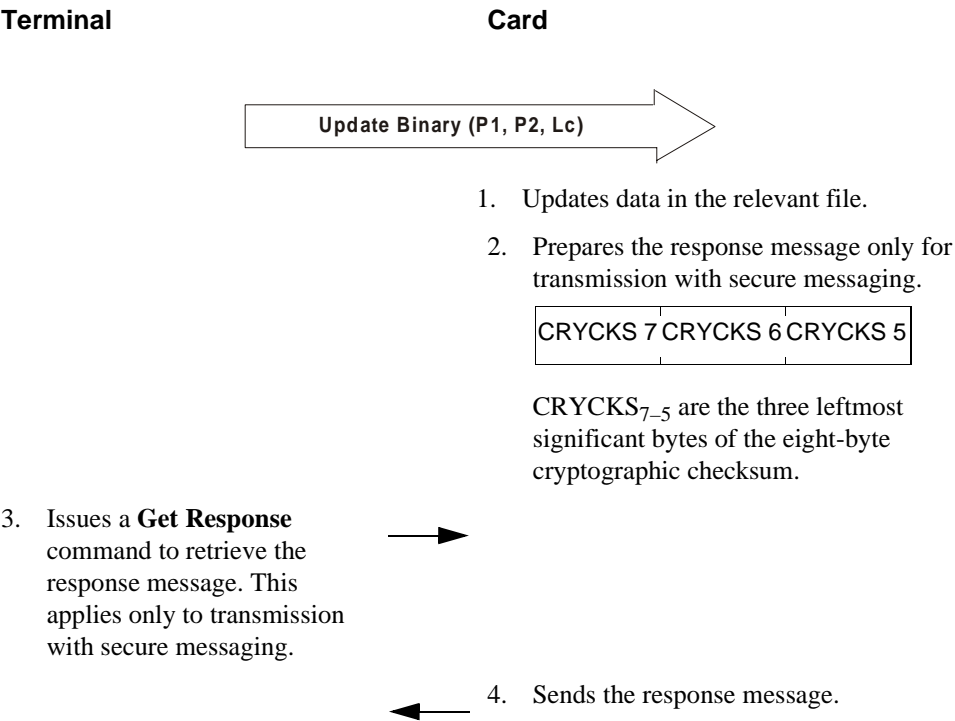 Terminal
Card
Update Binary (P1, P2, Lc)
1. Updates data in the relevant file.
2. Prepares the response message only for
transmission with secure messaging.
CRYCKS 7 CRYCKS 6 CRYCKS 5
CRYCKS7–5 are the three leftmost
significant bytes of the eight-byte
cryptographic checksum.
3. Issues a Get Response
command to retrieve the
response message. This
applies only to transmission
with secure messaging.
4. Sends the response message.